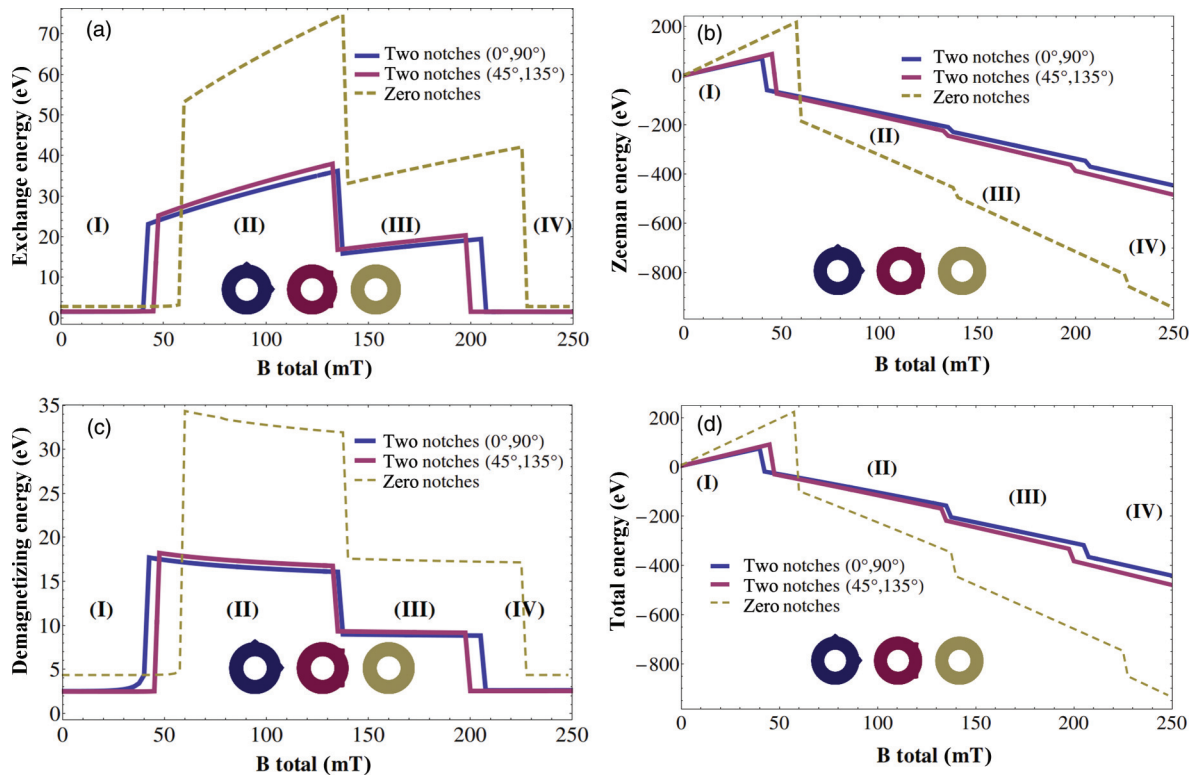 (a)
Exchange energy (eV)
70
60
50
40
30
20
10
0
Two notches (0°,90°)
Two notches (45°,135°)
Zero notches
(I)
(II)
(III)
(IV)
0
50
100
150
200
250
B total (mT)
(b)
Zeeman energy (eV)
200
0
−200
−400
−600
−800
Two notches (0°,90°)
Two notches (45°,135°)
Zero notches
(I)
(II)
(III)
(IV)
0
50
100
150
200
250
B total (mT)
(c)
Demagnetizing energy (eV)
35
30
25
20
15
10
5
0
Two notches (0°,90°)
Two notches (45°,135°)
Zero notches
(I)
(II)
(III)
(IV)
0
50
100
150
200
250
B total (mT)
(d)
Total energy (eV)
200
0
−200
−400
−600
−800
(I)
(II)
(III)
(IV)
Two notches (0°,90°)
Two notches (45°,135°)
Zero notches
0
50
100
150
200
250
B total (mT)